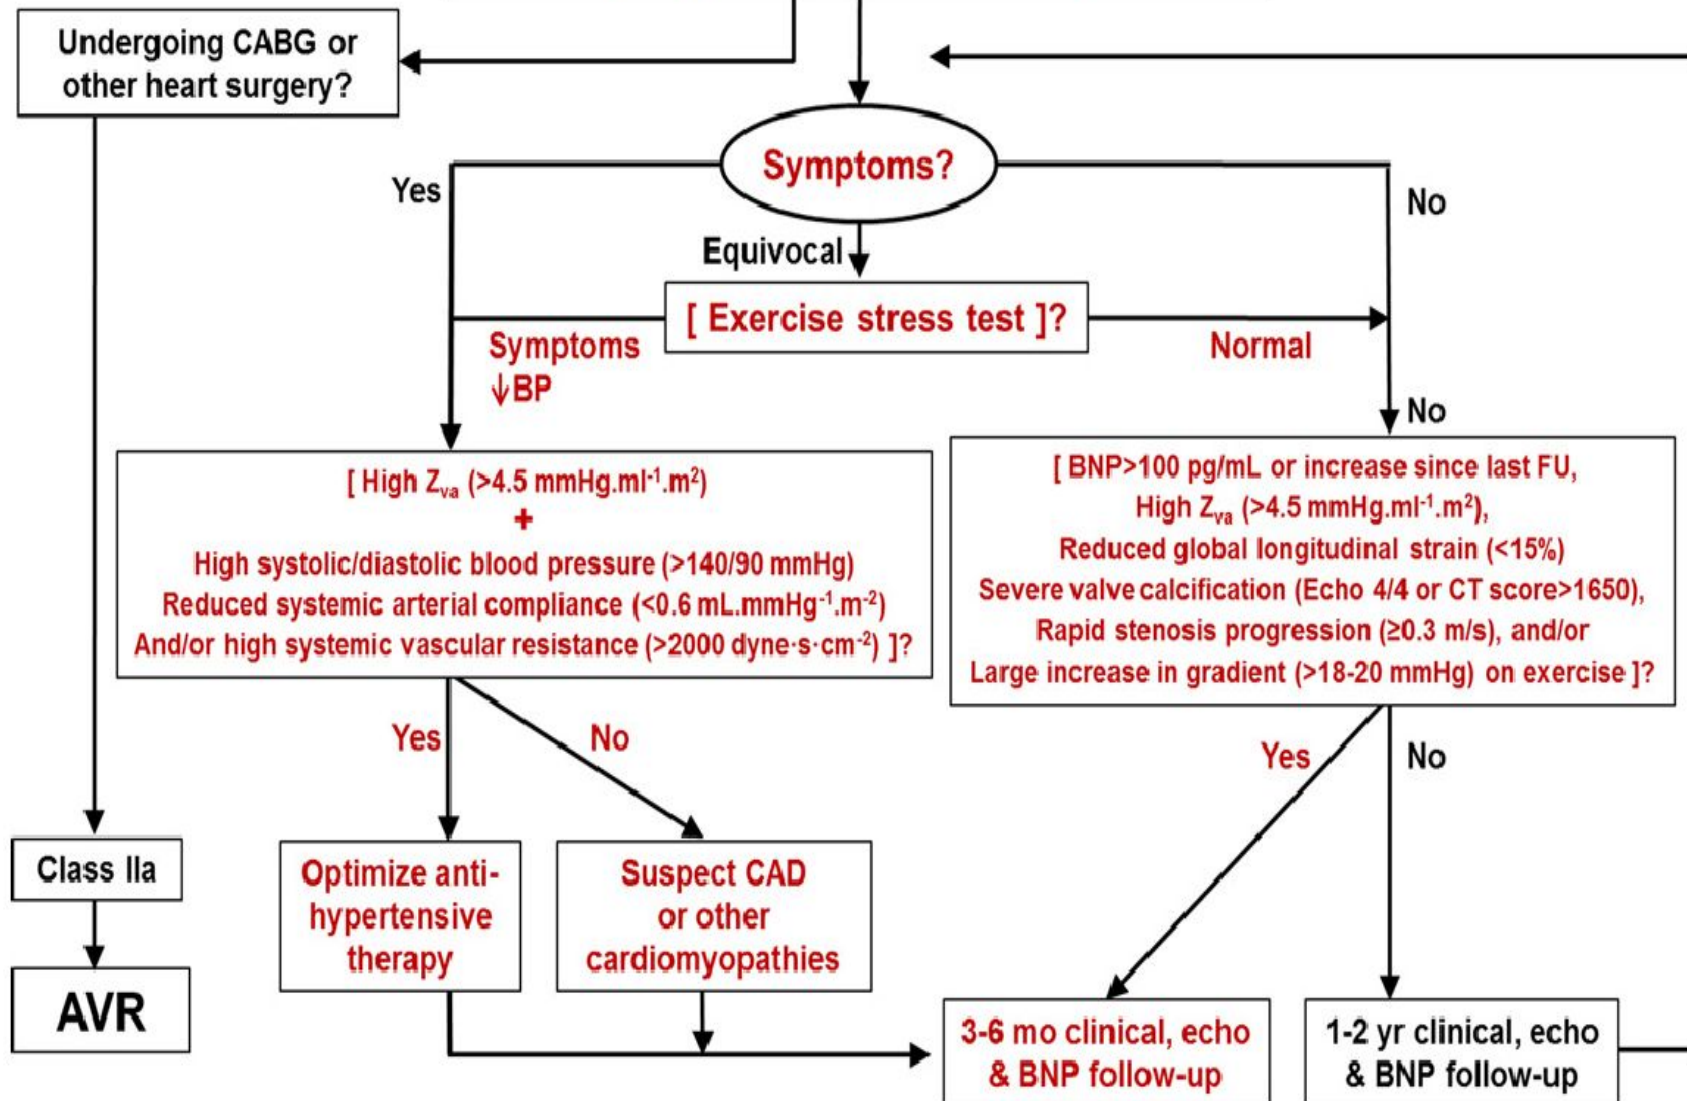 Undergoing CABG or
other heart surgery?
Symptoms?
Yes
No
Equivocal
[ Exercise stress test ]?
Symptoms
↓BP
Normal
No
[ High Zva (>4.5 mmHg.ml⁻¹.m²)
+
High systolic/diastolic blood pressure (>140/90 mmHg)
Reduced systemic arterial compliance (<0.6 mL.mmHg⁻¹.m⁻²)
And/or high systemic vascular resistance (>2000 dyne·s·cm⁻²) ]?
[ BNP>100 pg/mL or increase since last FU,
High Zva (>4.5 mmHg.ml⁻¹.m²),
Reduced global longitudinal strain (<15%)
Severe valve calcification (Echo 4/4 or CT score>1650),
Rapid stenosis progression (≥0.3 m/s), and/or
Large increase in gradient (>18-20 mmHg) on exercise ]?
Yes
No
Yes
No
Class IIa
AVR
Optimize anti-
hypertensive
therapy
Suspect CAD
or other
cardiomyopathies
3-6 mo clinical, echo
& BNP follow-up
1-2 yr clinical, echo
& BNP follow-up